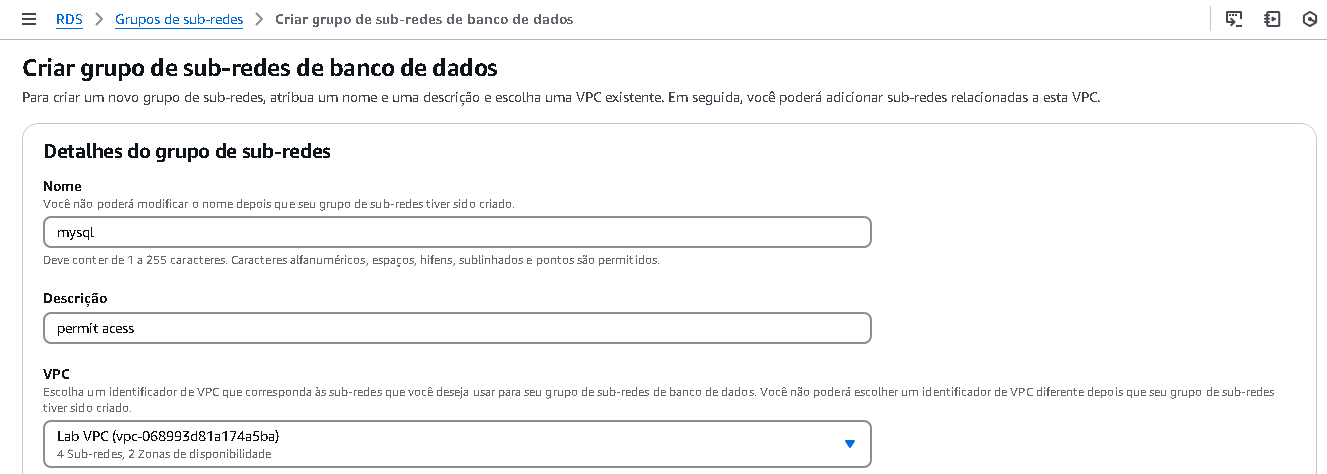 RDS > Grupos de sub-redes > Criar grupo de sub-redes de banco de dados
Criar grupo de sub-redes de banco de dados
Para criar um novo grupo de sub-redes, atribua um nome e uma descrição e escolha uma VPC existente. Em seguida, você poderá adicionar sub-redes relacionadas a esta VPC.
Detalhes do grupo de sub-redes
Nome
Você não poderá modificar o nome depois que seu grupo de sub-redes tiver sido criado.
mysql
Deve conter de 1 a 255 caracteres. Caracteres alfanuméricos, espaços, hifens, sublinhados e pontos são permitidos.
Descrição
permit acess
VPC
Escolha um identificador de VPC que corresponda às sub-redes que você deseja usar para seu grupo de sub-redes de banco de dados. Você não poderá escolher um identificador de VPC diferente depois que seu grupo de sub-redes
tiver sido criado.
Lab VPC (vpc-068993d81a174a5ba)
4 Sub-redes, 2 Zonas de disponibilidade